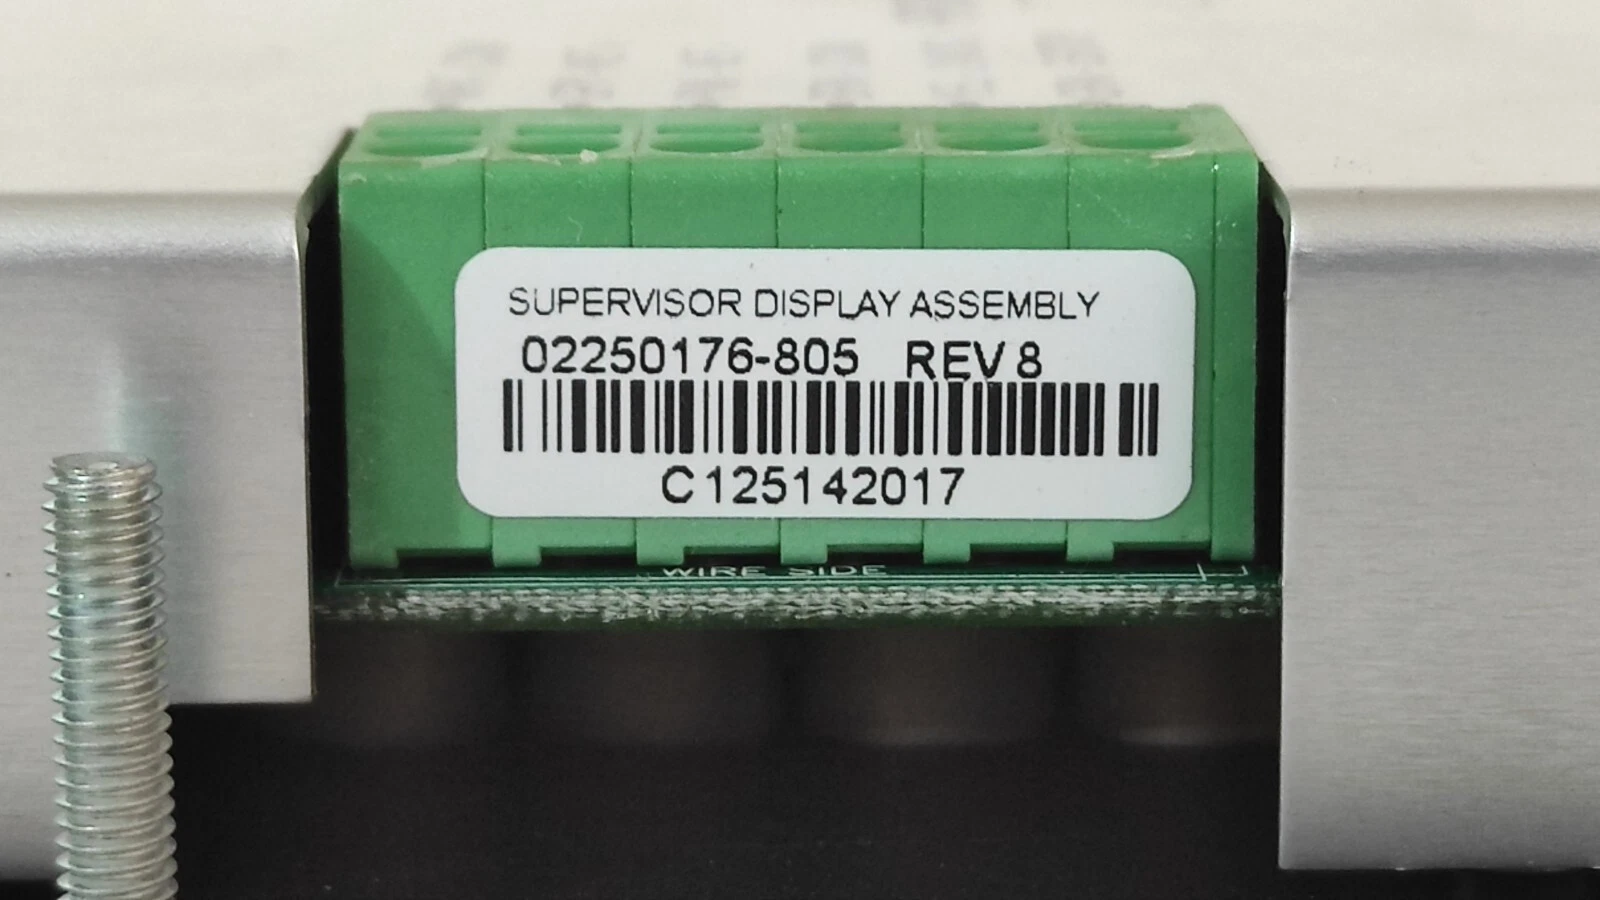 SUPERVISOR DISPLAY ASSEMBLY
02250176-805 REV 8
C125142017
WIRE SIDE